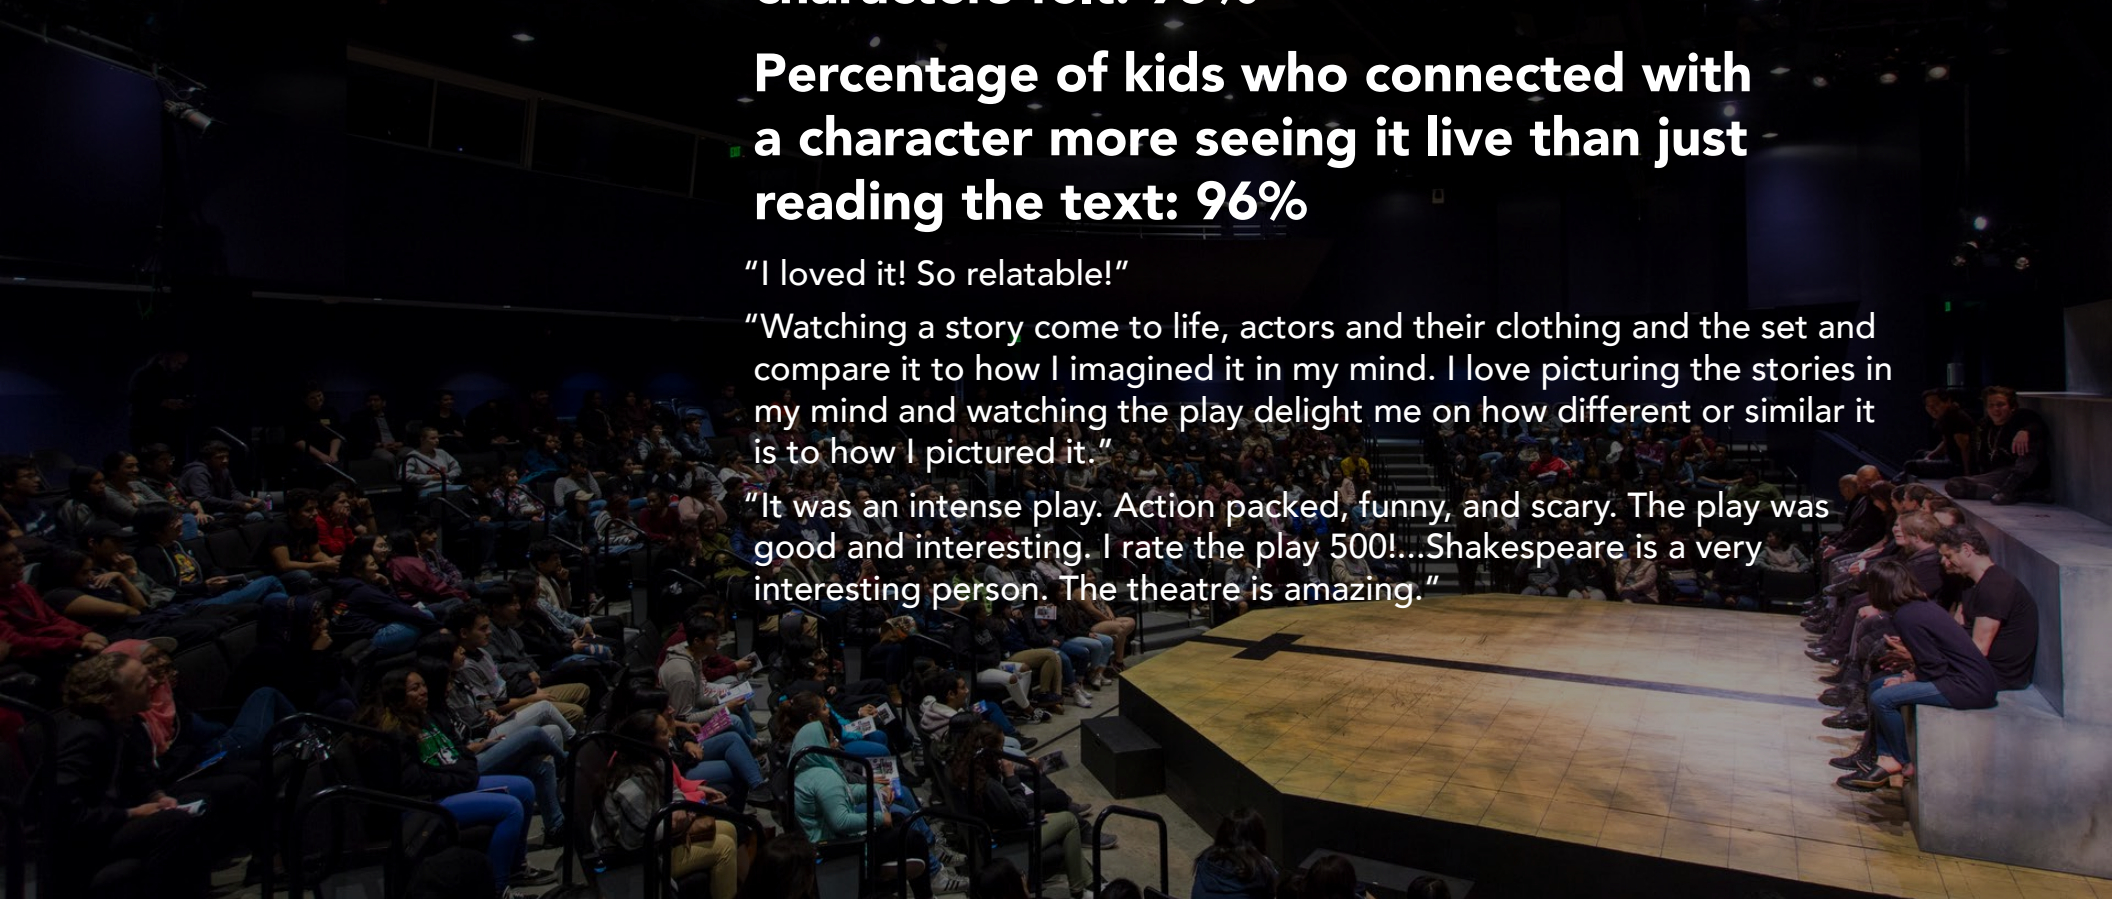 Percentage of kids who connected with
a character more seeing it live than just
reading the text: 96%
“I loved it! So relatable!”
“Watching a story come to life, actors and their clothing and the set and
compare it to how I imagined it in my mind. I love picturing the stories in
my mind and watching the play delight me on how different or similar it
is to how I pictured it.”
“It was an intense play. Action packed, funny, and scary. The play was
good and interesting. I rate the play 500!...Shakespeare is a very
interesting person. The theatre is amazing.”